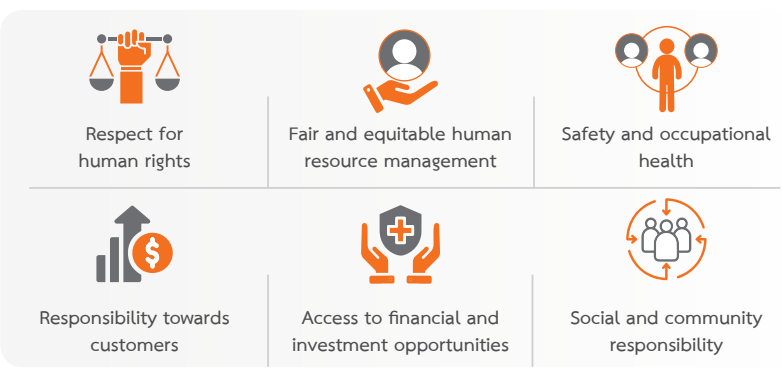 Respect for
human rights
Fair and equitable human
resource management
Safety and occupational
health
Responsibility towards
customers
Access to financial and
investment opportunities
Social and community
responsibility